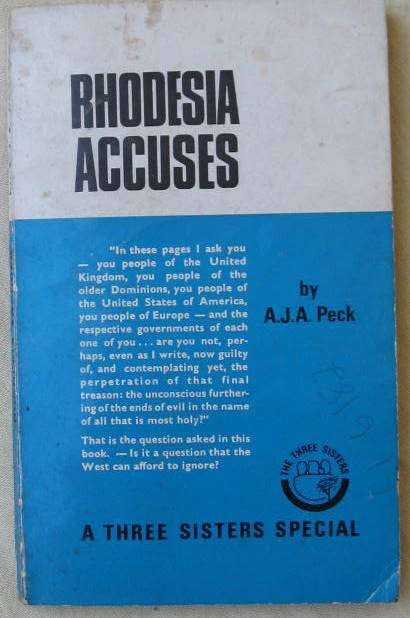 RHODESIA
ACCUSES
"In these pages I ask you
— you people of the United
Kingdom, you people of the
older Dominions, you people of
the United States of America,
you people of Europe — and the
respective governments of each
one of you . . . are you not, per-
haps, even as I write, now guilty
of, and contemplating yet, the
perpetration of that final
treason: the unconscious further-
ing of the ends of evil in the name
of all that is most holy?"
That is the question asked in this
book. — Is it a question that the
West can afford to ignore?
by
A.J.A. Peck
THE THREE SISTERS
A THREE SISTERS SPECIAL